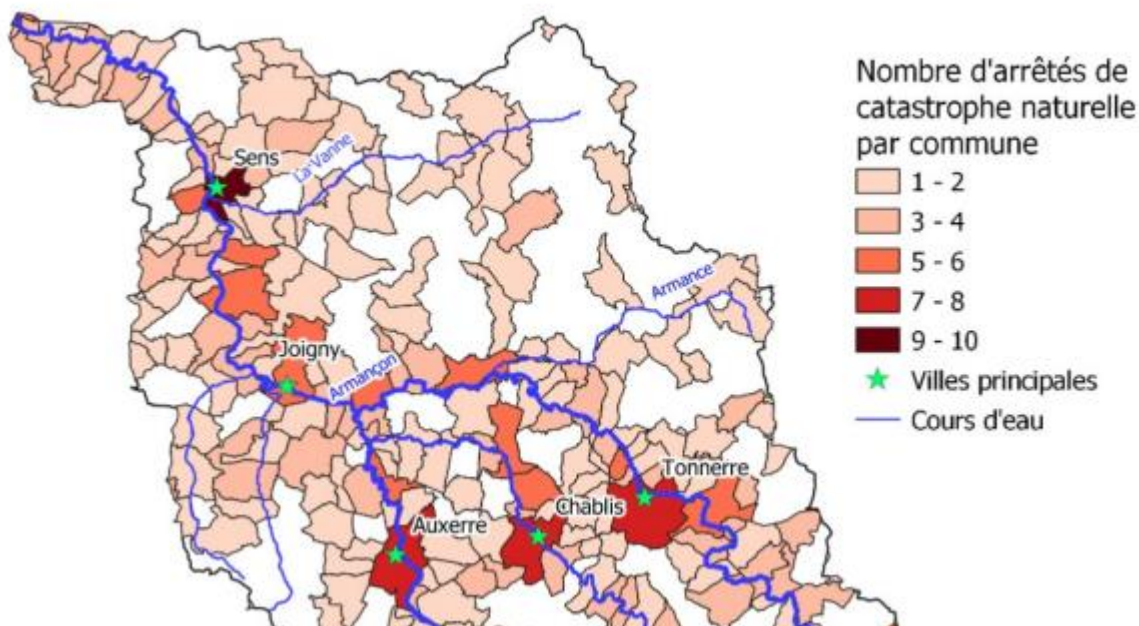 Nombre d'arrêtés de
catastrophe naturelle
par commune
1 - 2
3 - 4
5 - 6
7 - 8
9 - 10
Villes principales
Cours d'eau
Sens
La Vanne
Armance
Joigny
Armançon
Tonnerre
Chablis
Auxerre